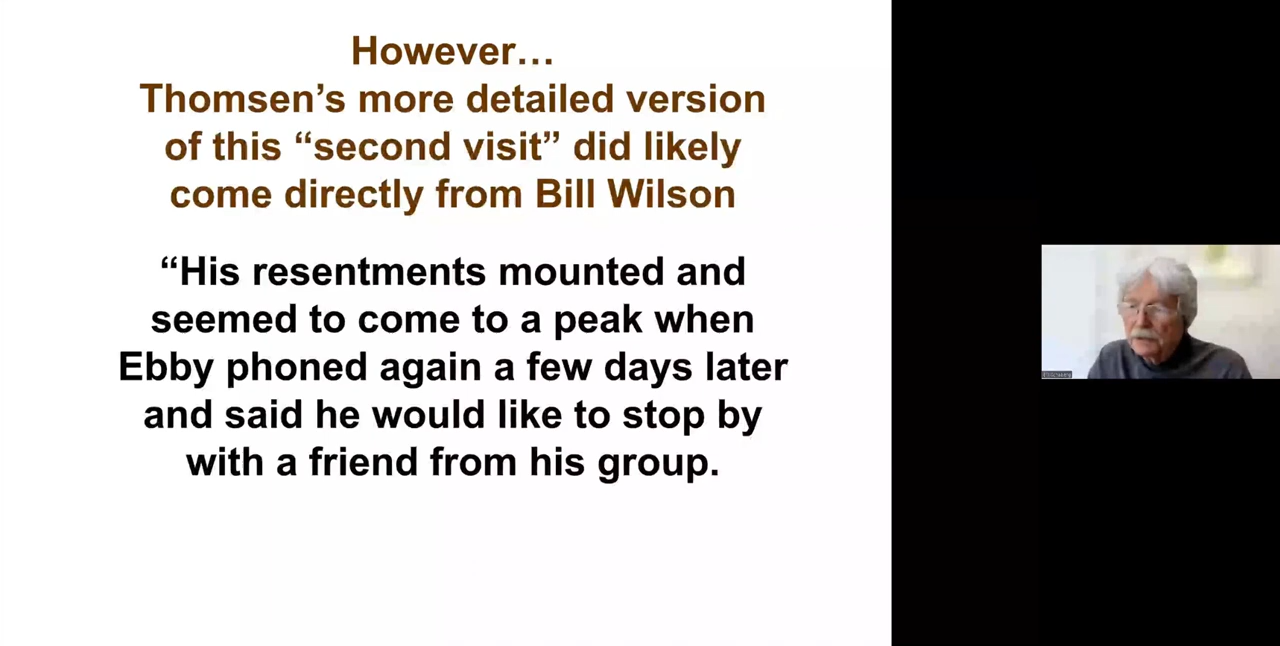 However…
Thomsen’s more detailed version
of this “second visit” did likely
come directly from Bill Wilson
“His resentments mounted and
seemed to come to a peak when
Ebby phoned again a few days later
and said he would like to stop by
with a friend from his group.